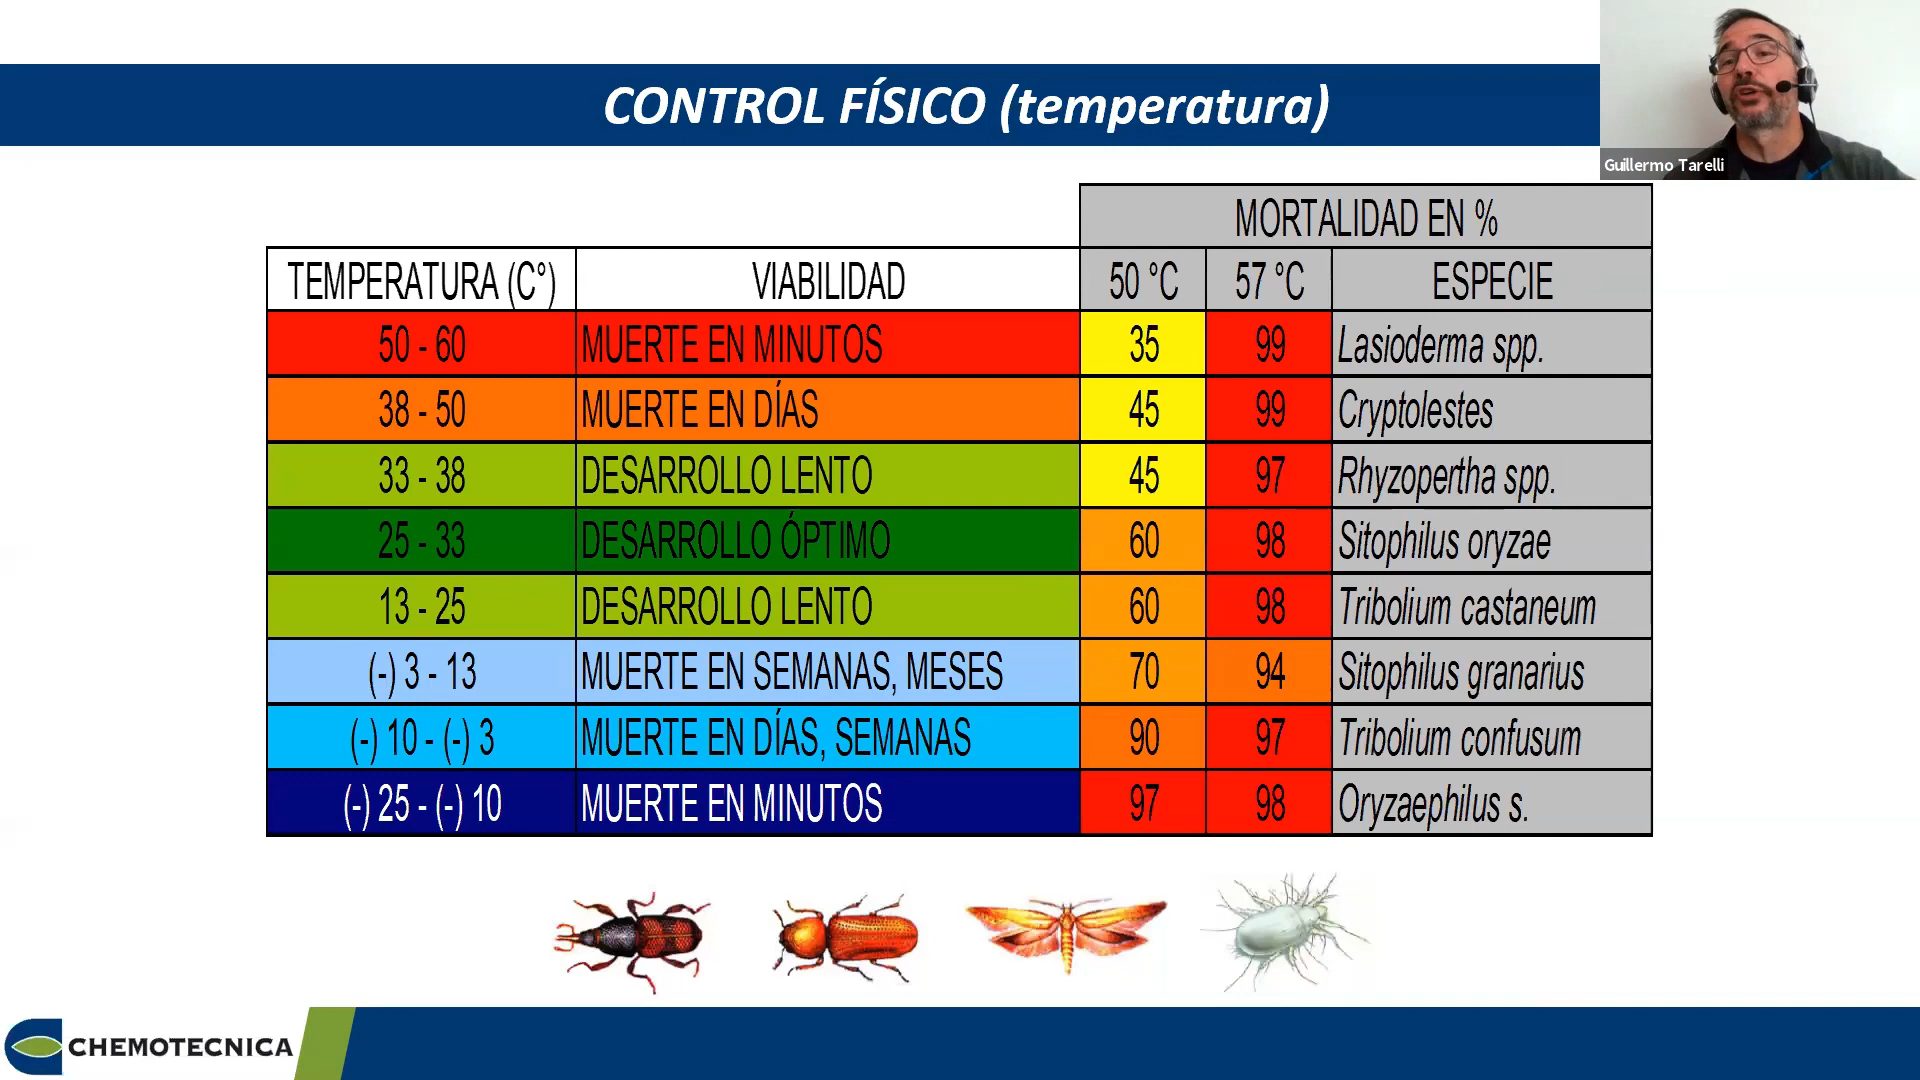 CONTROL FÍSICO (temperatura)
Guillermo Tarelli
MORTALIDAD EN %
TEMPERATURA (C°) VIABILIDAD 50 °C 57 °C ESPECIE
50 - 60 MUERTE EN MINUTOS 35 99 Lasioderma spp.
38 - 50 MUERTE EN DÍAS 45 99 Cryptolestes
33 - 38 DESARROLLO LENTO 45 97 Rhyzopertha spp.
25 - 33 DESARROLLO ÓPTIMO 60 98 Sitophilus oryzae
13 - 25 DESARROLLO LENTO 60 98 Tribolium castaneum
(-) 3 - 13 MUERTE EN SEMANAS, MESES 70 94 Sitophilus granarius
(-) 10 - (-) 3 MUERTE EN DÍAS, SEMANAS 90 97 Tribolium confusum
(-) 25 - (-) 10 MUERTE EN MINUTOS 97 98 Oryzaephilus s.
CHEMOTECNICA